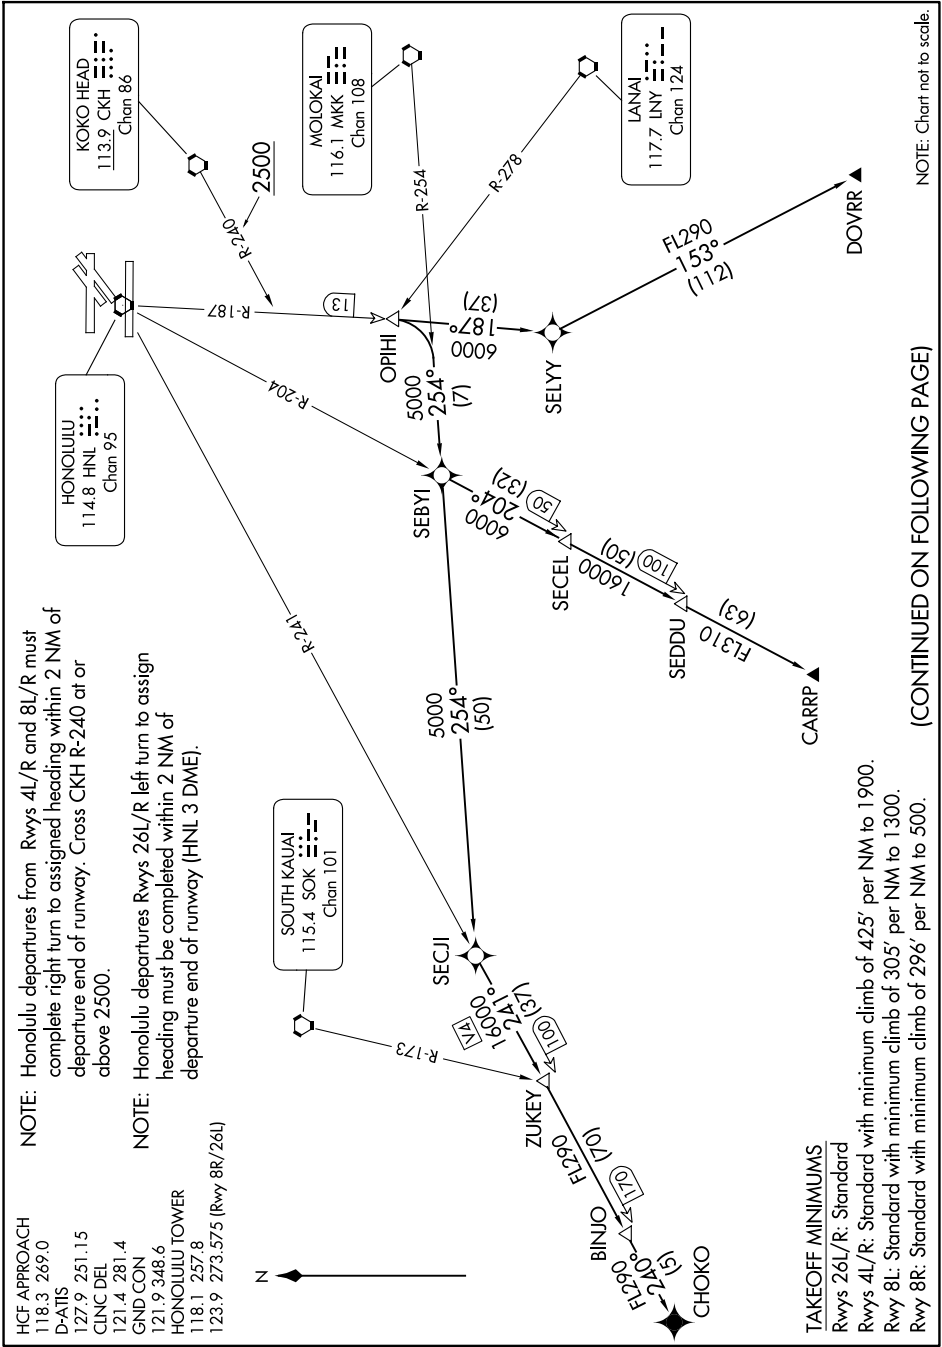 HCF APPROACH
118.3 269.0
D-ATIS
127.9 251.15
CLNC DEL
121.4 281.4
GND CON
121.9 348.6
HONOLULU TOWER
118.1 257.8
123.9 273.575 (Rwy 8R/26L)
NOTE: Honolulu departures from Rwys 4L/R and 8L/R must
complete right turn to assigned heading within 2 NM of
departure end of runway. Cross CKH R-240 at or
above 2500.
NOTE: Honolulu departures Rwys 26L/R left turn to assign
heading must be completed within 2 NM of
departure end of runway (HNL 3 DME).
HONOLULU
114.8 HNL
Chan 95
KOKO HEAD
113.9 CKH
Chan 86
R-240
2500
MOLOKAI
116.1 MKK
Chan 108
R-254
LANAI
117.7 LNY
Chan 124
R-278
SOUTH KAUAI
115.4 SOK
Chan 101
R-173
R-187
13
R-204
R-241
OPIHI
5000
254°
(7)
6000
187°
(37)
SELYY
FL290
153°
(112)
DOVRR
SEBYI
6000
204°
(32)
50
SECEL
16000
(50)
100
SEDDU
FL310
(63)
CARRP
5000
254°
(50)
SECJI
V4
16000
241°
(37)
100
ZUKEY
FL290
(70)
170
BINJO
FL290
240°
(5)
CHOKO
N
TAKEOFF MINIMUMS
Rwys 26L/R: Standard
Rwys 4L/R: Standard with minimum climb of 425' per NM to 1900.
Rwy 8L: Standard with minimum climb of 305' per NM to 1300.
Rwy 8R: Standard with minimum climb of 296' per NM to 500.
(CONTINUED ON FOLLOWING PAGE)
NOTE: Chart not to scale.